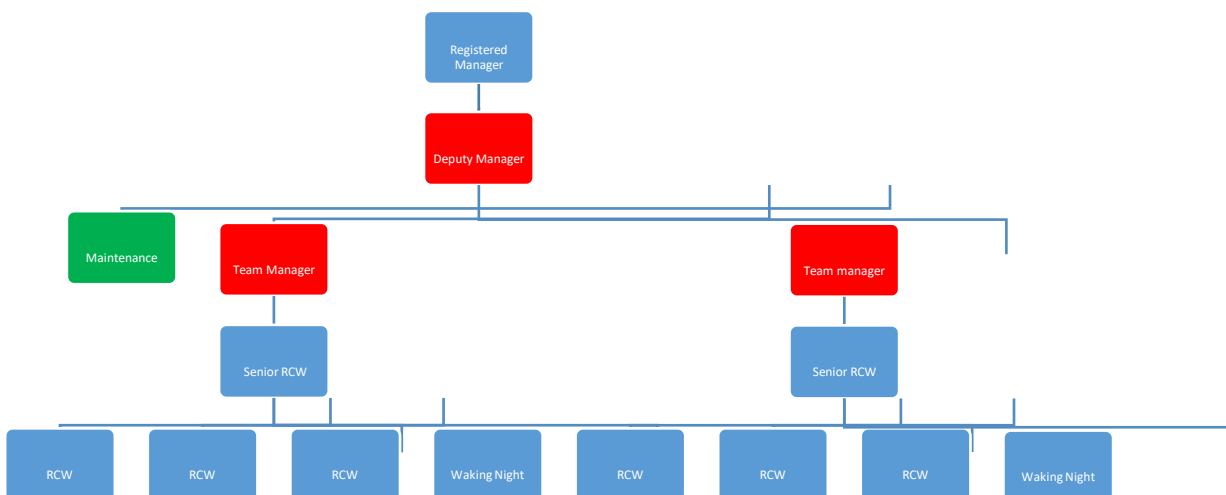 Registered
Manager
Deputy Manager
Maintenance
Team Manager
Team manager
Senior RCW
Senior RCW
RCW
RCW
RCW
Waking Night
RCW
RCW
RCW
Waking Night